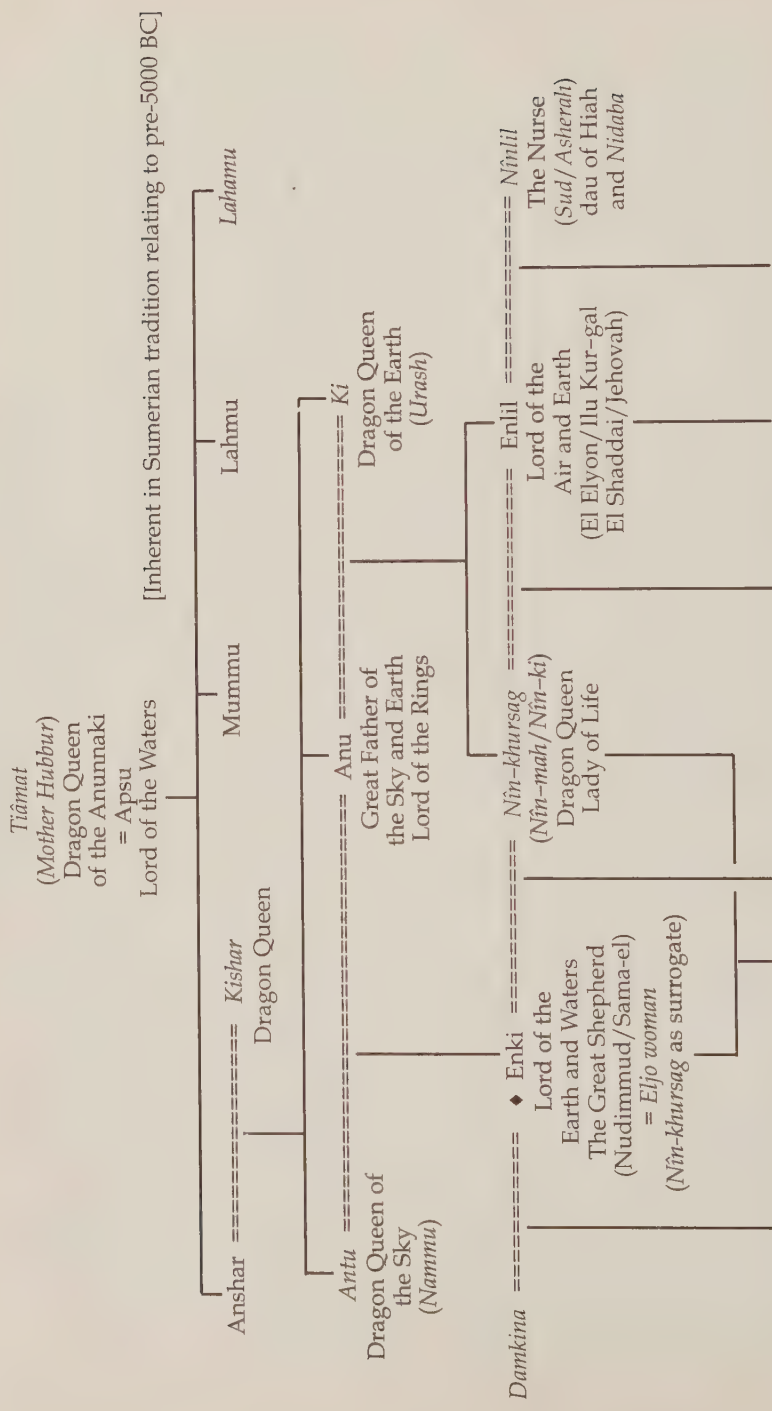 Tiâmat
(Mother Hubbur)
Dragon Queen
of the Anunnaki
= Apsu
Lord of the Waters
[Inherent in Sumerian tradition relating to pre-5000 BC]
Anshar ============= Kishar
Dragon Queen
Mummu
Lahmu
Lahamu
Antu ============================== Anu ===================== Ki
Dragon Queen of
the Sky
(Nammu)
Great Father of
the Sky and Earth
Lord of the Rings
Dragon Queen
of the Earth
(Urash)
Damkina =========== ♦ Enki ============ Nîn-khursag ============ Enlil ============== Nînlil
Lord of the
Earth and Waters
The Great Shepherd
(Nudimmud/Sama-el)
= Eljo woman
(Nîn-khursag as surrogate)
(Nîn-mah/Nîn-ki)
Dragon Queen
Lady of Life
Lord of the
Air and Earth
(El Elyon/Ilu Kur-gal
El Shaddai/Jehovah)
The Nurse
(Sud/Asherah)
dau of Hiah
and Nidaba